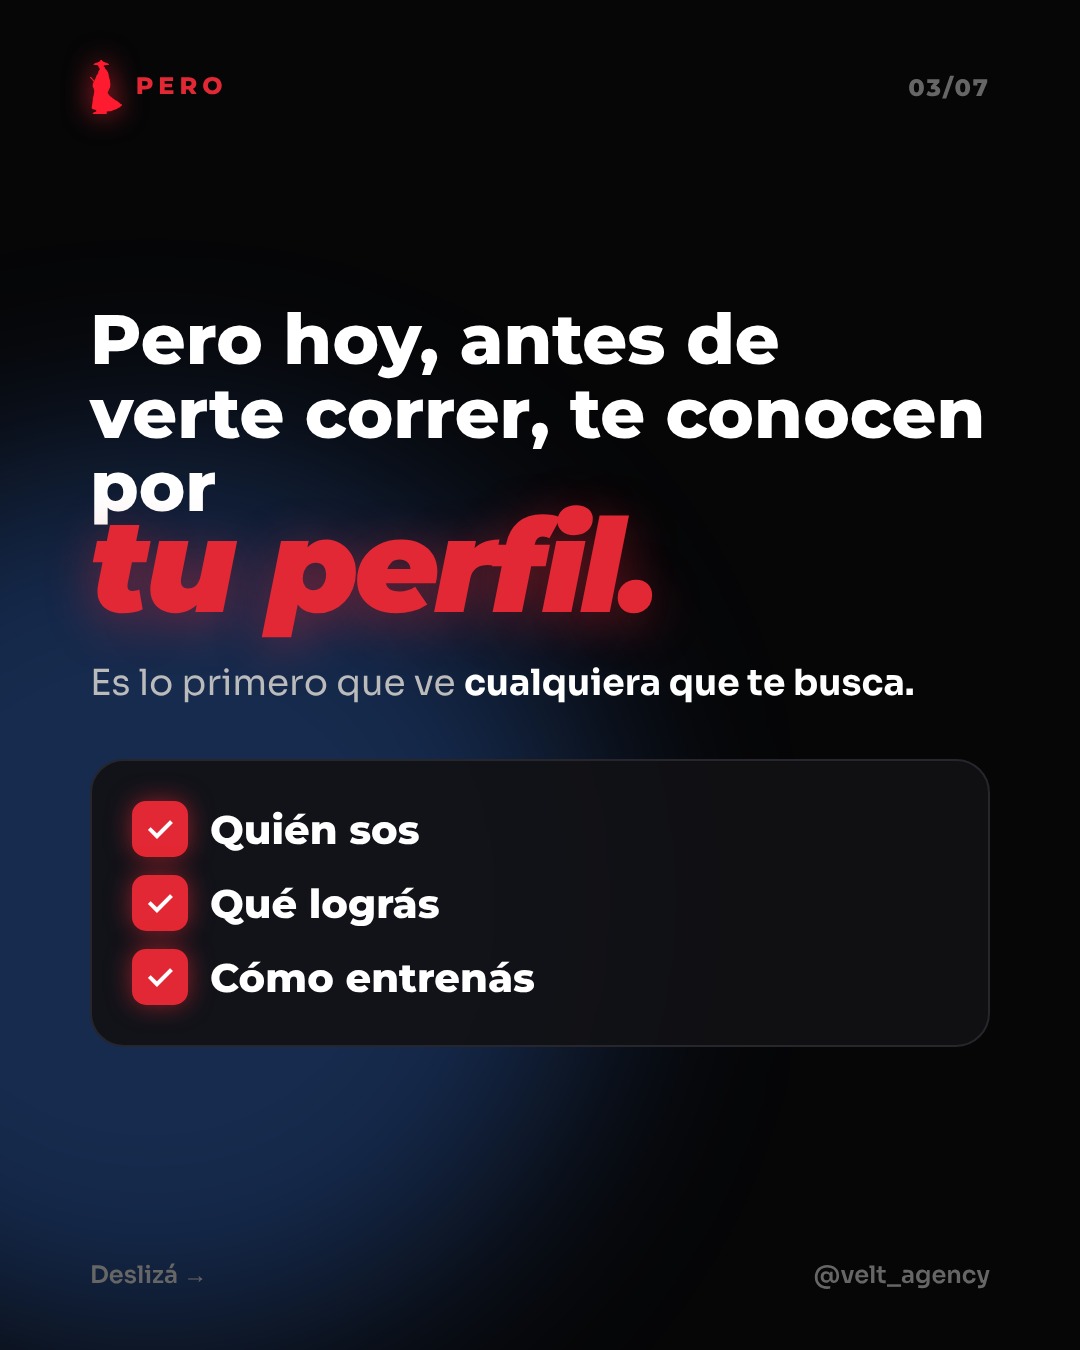 PERO
03/07
Pero hoy, antes de
verte correr, te conocen
por
tu perfil.
Es lo primero que ve cualquiera que te busca.
Quién sos
Qué lográs
Cómo entrenás
Deslizá →
@velt_agency